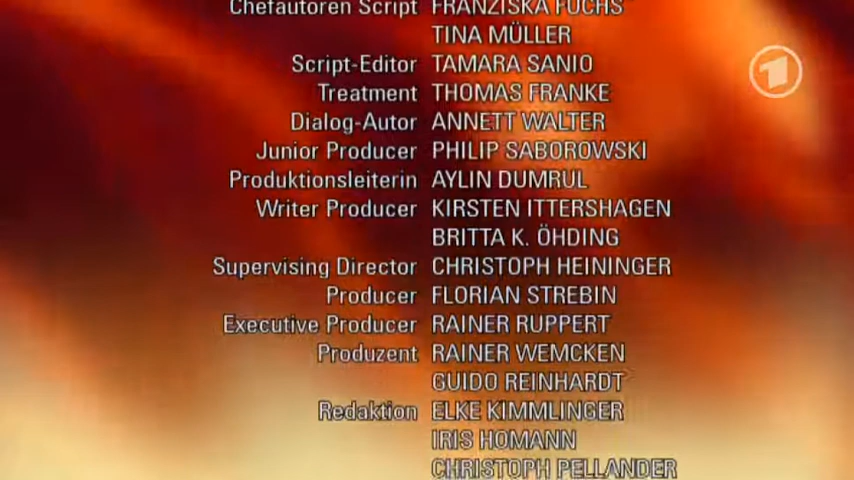 Chefautoren Script FRANZISKA FUCHS
TINA MÜLLER
Script-Editor TAMARA SANIO
Treatment THOMAS FRANKE
Dialog-Autor ANNETT WALTER
Junior Producer PHILIP SABOROWSKI
Produktionsleiterin AYLIN DUMRUL
Writer Producer KIRSTEN ITTERSHAGEN
BRITTA K. ÖHDING
Supervising Director CHRISTOPH HEININGER
Producer FLORIAN STREBIN
Executive Producer RAINER RUPPERT
Produzent RAINER WEMCKEN
GUIDO REINHARDT
Redaktion ELKE KIMMLINGER
IRIS HOMANN
CHRISTOPH PELLANDER
1